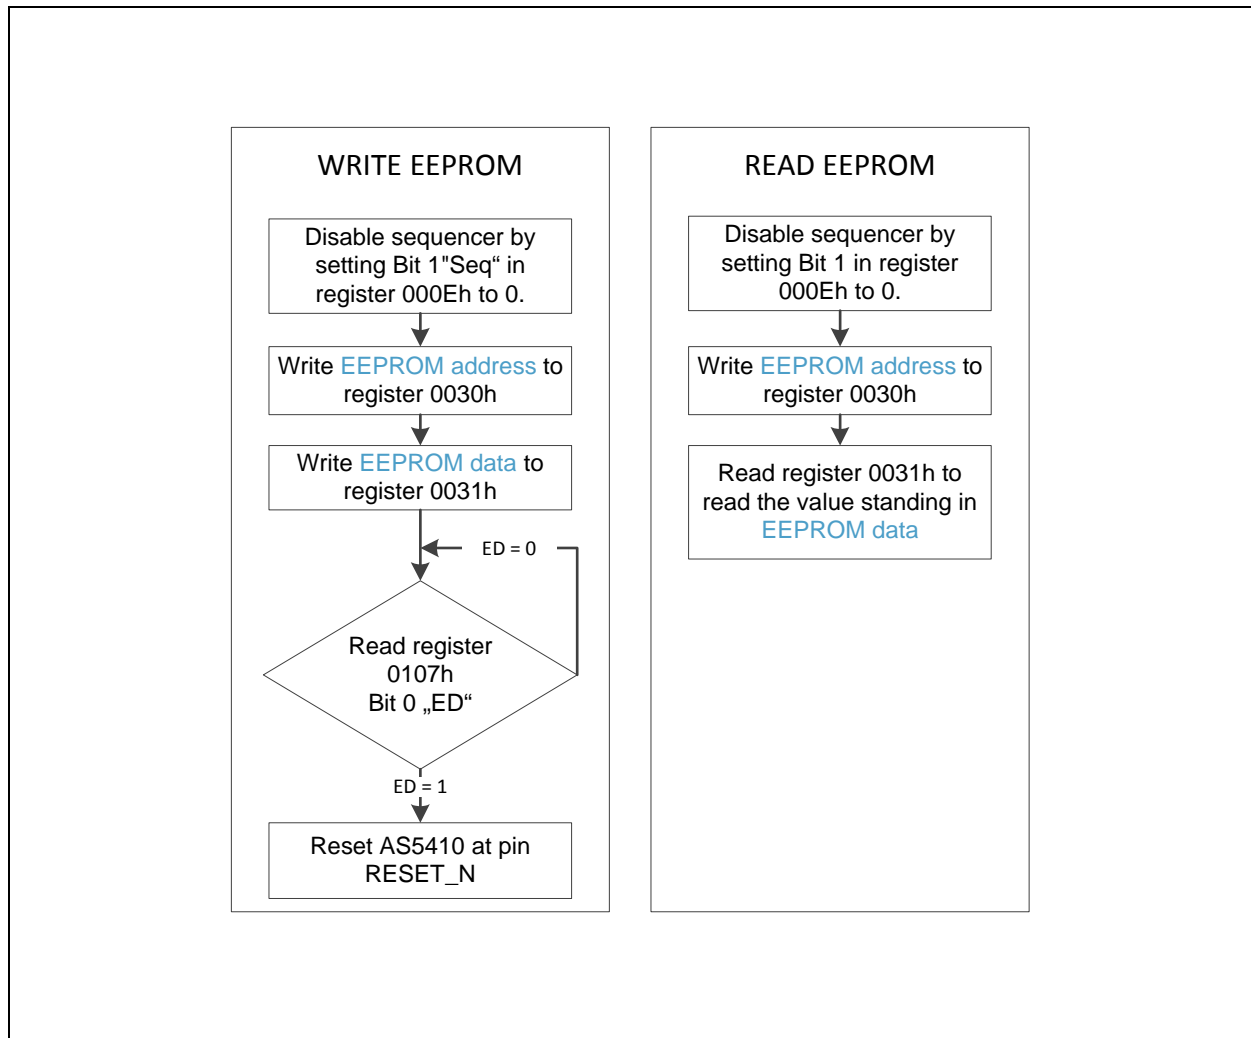 WRITE EEPROM
Disable sequencer by
setting Bit 1"Seq“ in
register 000Eh to 0.
Write EEPROM address to
register 0030h
Write EEPROM data to
register 0031h
ED = 0
Read register
0107h
Bit 0 „ED“
ED = 1
Reset AS5410 at pin
RESET_N
READ EEPROM
Disable sequencer by
setting Bit 1 in register
000Eh to 0.
Write EEPROM address to
register 0030h
Read register 0031h to
read the value standing in
EEPROM data